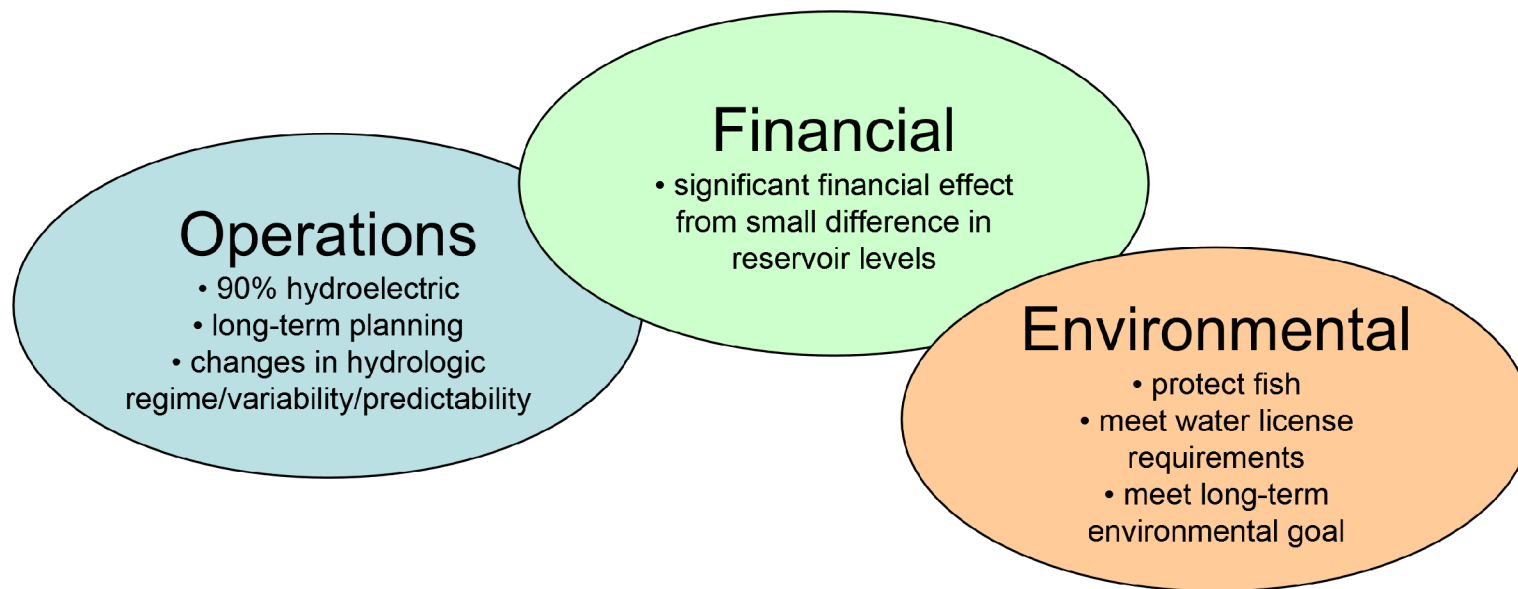 Operations
• 90% hydroelectric
• long-term planning
• changes in hydrologic
regime/variability/predictability
Financial
• significant financial effect
from small difference in
reservoir levels
Environmental
• protect fish
• meet water license
requirements
• meet long-term
environmental goal